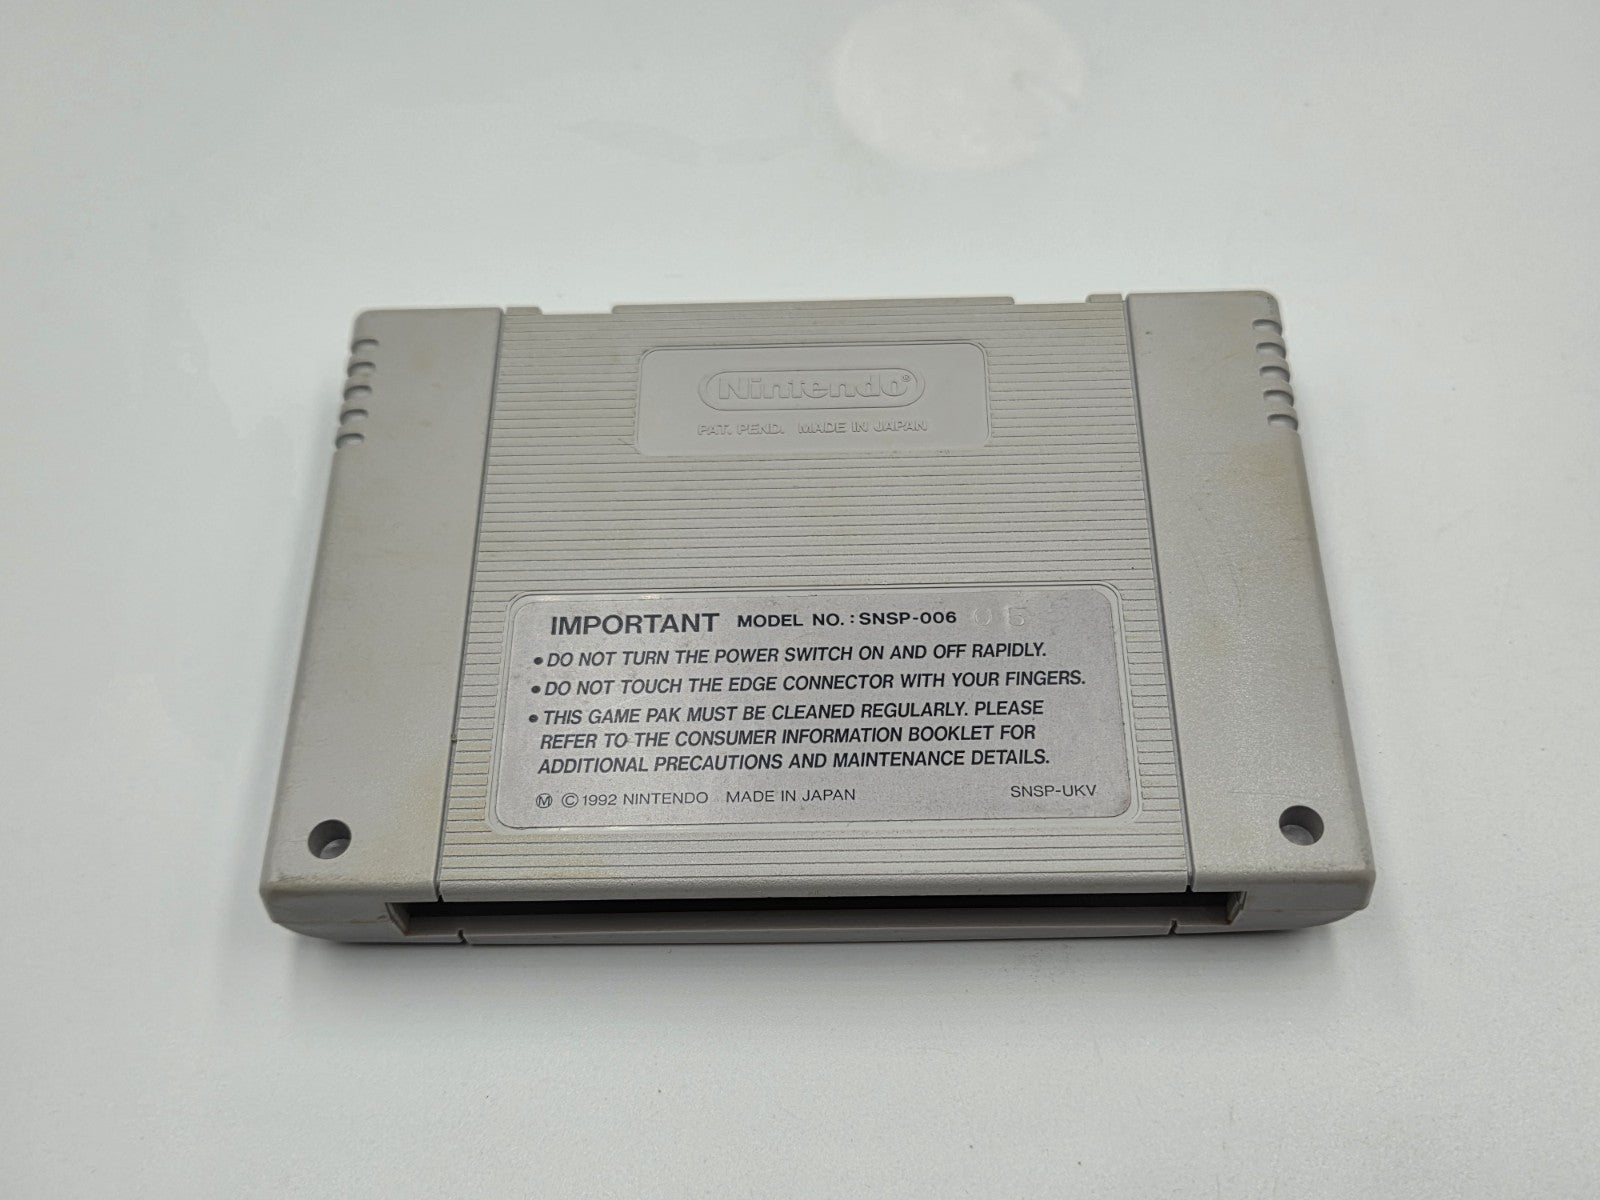 Nintendo®
PAT. PEND. MADE IN JAPAN
IMPORTANT MODEL NO. : SNSP-006 05
• DO NOT TURN THE POWER SWITCH ON AND OFF RAPIDLY.
• DO NOT TOUCH THE EDGE CONNECTOR WITH YOUR FINGERS.
• THIS GAME PAK MUST BE CLEANED REGULARLY. PLEASE
REFER TO THE CONSUMER INFORMATION BOOKLET FOR
ADDITIONAL PRECAUTIONS AND MAINTENANCE DETAILS.
Ⓜ ©1992 NINTENDO MADE IN JAPAN SNSP-UKV